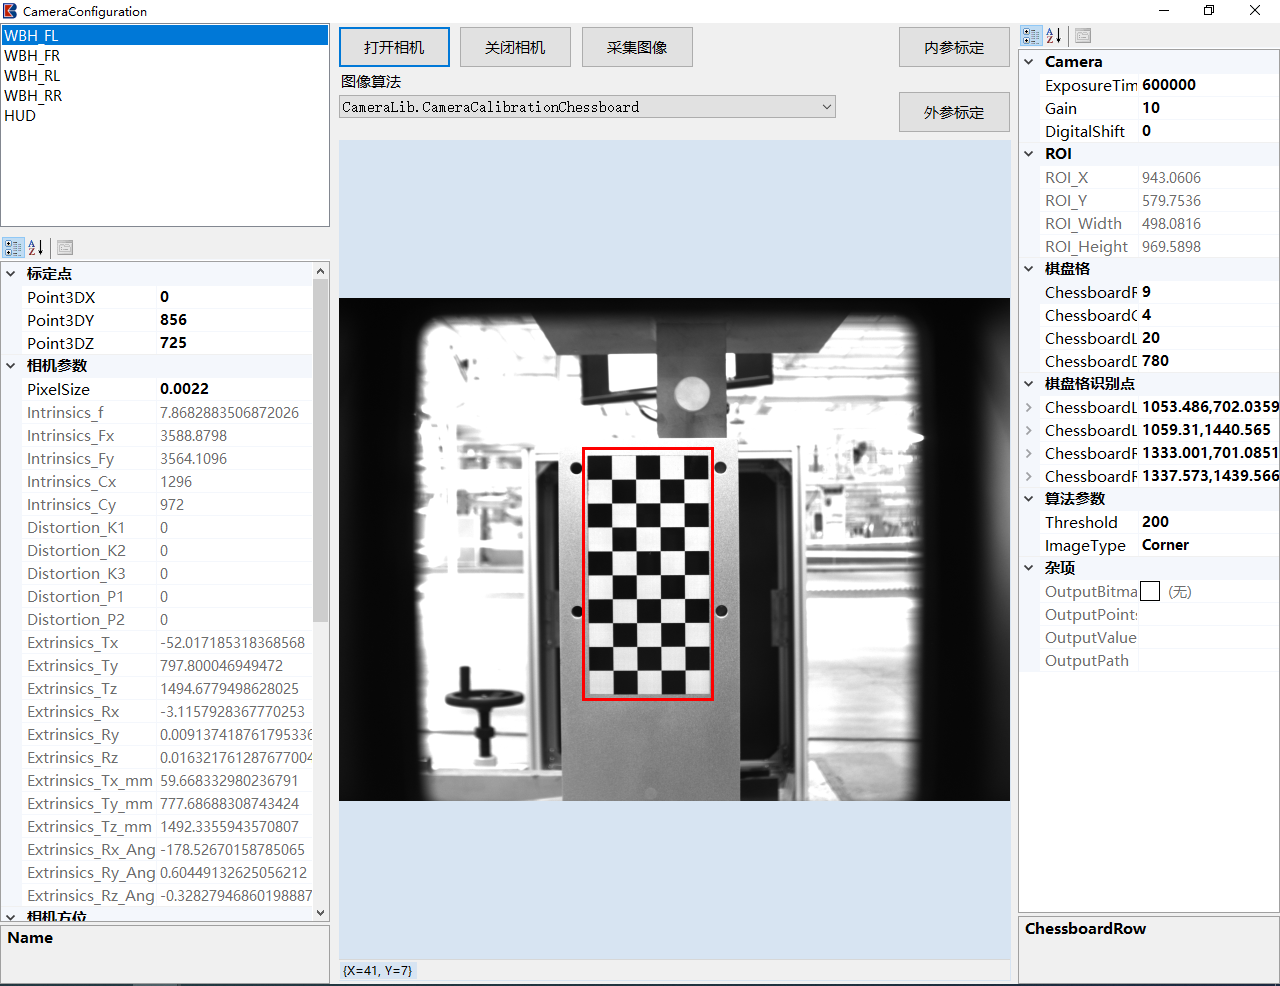 CameraConfiguration
WBH_FL
WBH_FR
WBH_RL
WBH_RR
HUD
标定点
Point3DX 0
Point3DY 856
Point3DZ 725
相机参数
PixelSize 0.0022
Intrinsics_f 7.8682883506872026
Intrinsics_Fx 3588.8798
Intrinsics_Fy 3564.1096
Intrinsics_Cx 1296
Intrinsics_Cy 972
Distortion_K1 0
Distortion_K2 0
Distortion_K3 0
Distortion_P1 0
Distortion_P2 0
Extrinsics_Tx -52.017185318368568
Extrinsics_Ty 797.800046949472
Extrinsics_Tz 1494.6779498628025
Extrinsics_Rx -3.1157928367770253
Extrinsics_Ry 0.009137418761795336
Extrinsics_Rz 0.016321761287677004
Extrinsics_Tx_mm 59.668332980236791
Extrinsics_Ty_mm 777.68688308743424
Extrinsics_Tz_mm 1492.3355943570807
Extrinsics_Rx_Ang -178.52670158785065
Extrinsics_Ry_Ang 0.60449132625056212
Extrinsics_Rz_Ang -0.32827946860198887
相机方位
Name
打开相机 关闭相机 采集图像 内参标定
图像算法
CameraLib.CameraCalibrationChessboard
外参标定
{X=41, Y=7}
Camera
ExposureTim 600000
Gain 10
DigitalShift 0
ROI
ROI_X 943.0606
ROI_Y 579.7536
ROI_Width 498.0816
ROI_Height 969.5898
棋盘格
ChessboardR 9
ChessboardC 4
ChessboardL 20
ChessboardD 780
棋盘格识别点
ChessboardL 1053.486,702.0359
ChessboardL 1059.31,1440.565
ChessboardR 1333.001,701.0851
ChessboardR 1337.573,1439.566
算法参数
Threshold 200
ImageType Corner
杂项
OutputBitma (无)
OutputPoints
OutputValue
OutputPath
ChessboardRow